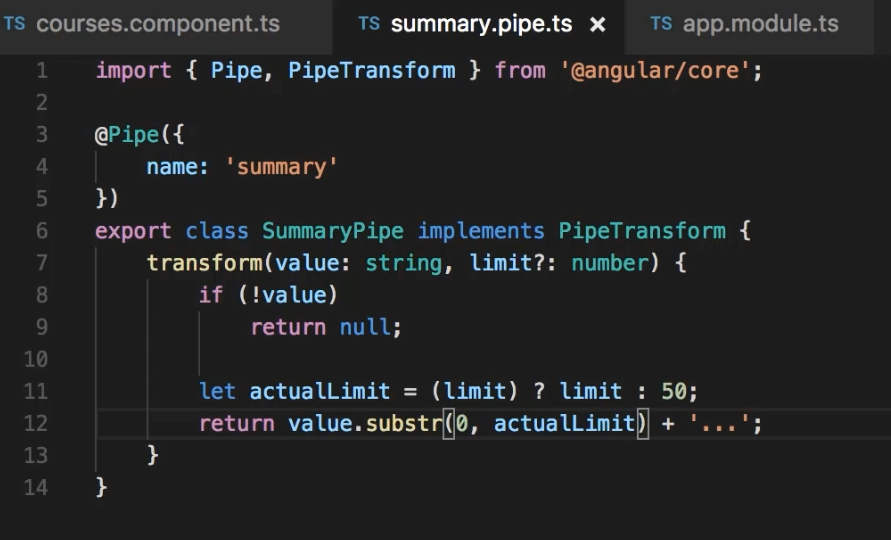 TS courses.component.ts TS summary.pipe.ts × TS app.module.ts
1 import { Pipe, PipeTransform } from '@angular/core';
2
3 @Pipe({
4     name: 'summary'
5 })
6 export class SummaryPipe implements PipeTransform {
7     transform(value: string, limit?: number) {
8         if (!value)
9             return null;
10
11         let actualLimit = (limit) ? limit : 50;
12         return value.substr(0, actualLimit) + '...';
13     }
14 }